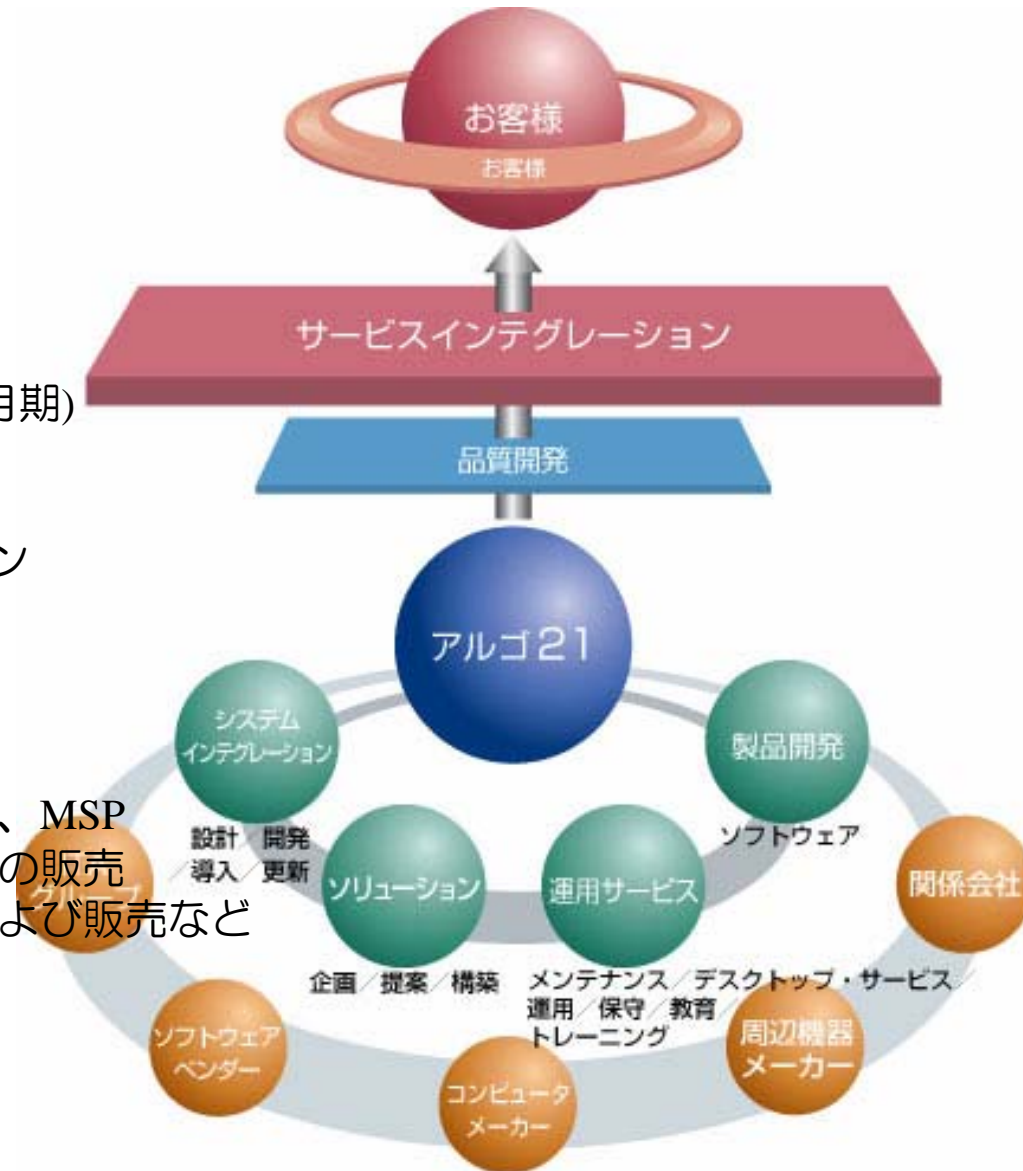 お客様
お客様
サービスインテグレーション
月期)
品質開発
ン
アルゴ21
システム
インテグレーション
製品開発
、MSP
設計／開発
／導入／更新
ソフトウェア
の販売
グループ
ソリューション
運用サービス
関係会社
よび販売など
企画／提案／構築
メンテナンス／デスクトップ・サービス／
運用／保守／教育／
トレーニング
ソフトウェア
ベンダー
周辺機器
メーカー
コンピュータ
メーカー